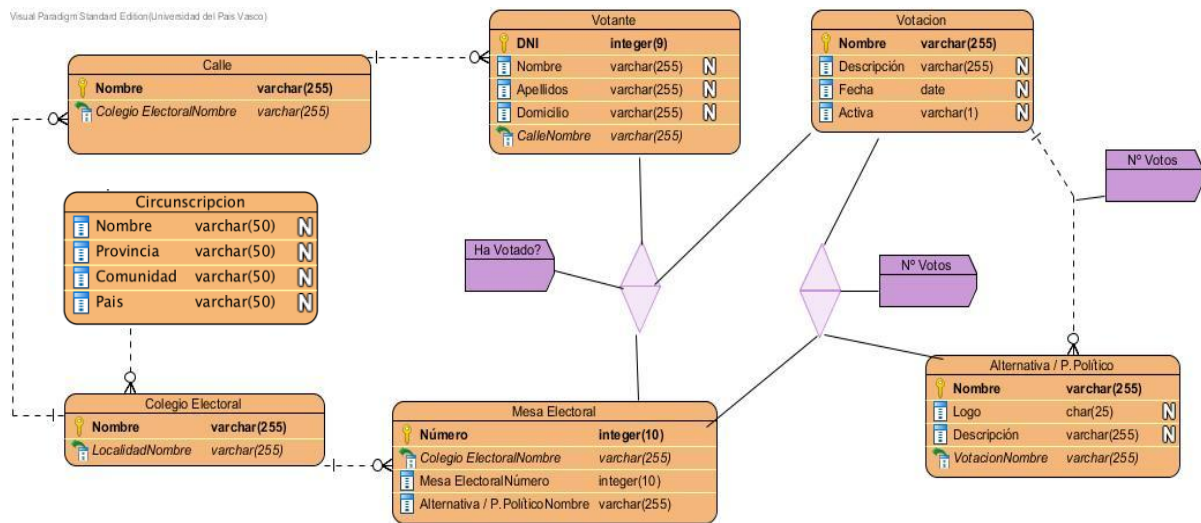 Visual Paradigm Standard Edition(Universidad del Pais Vasco)
Votante
DNI integer(9)
Nombre varchar(255) N
Apellidos varchar(255) N
Domicilio varchar(255) N
CalleNombre varchar(255)
Votacion
Nombre varchar(255)
Descripción varchar(255) N
Fecha date N
Activa varchar(1) N
Calle
Nombre varchar(255)
Colegio ElectoralNombre varchar(255)
Nº Votos
Circunscripcion
Nombre varchar(50) N
Provincia varchar(50) N
Comunidad varchar(50) N
Pais varchar(50) N
Ha Votado?
Nº Votos
Colegio Electoral
Nombre varchar(255)
LocalidadNombre varchar(255)
Mesa Electoral
Número integer(10)
Colegio ElectoralNombre varchar(255)
Mesa ElectoralNúmero integer(10)
Alternativa / P.PolíticoNombre varchar(255)
Alternativa / P.Político
Nombre varchar(255)
Logo char(25) N
Descripción varchar(255) N
VotacionNombre varchar(255)